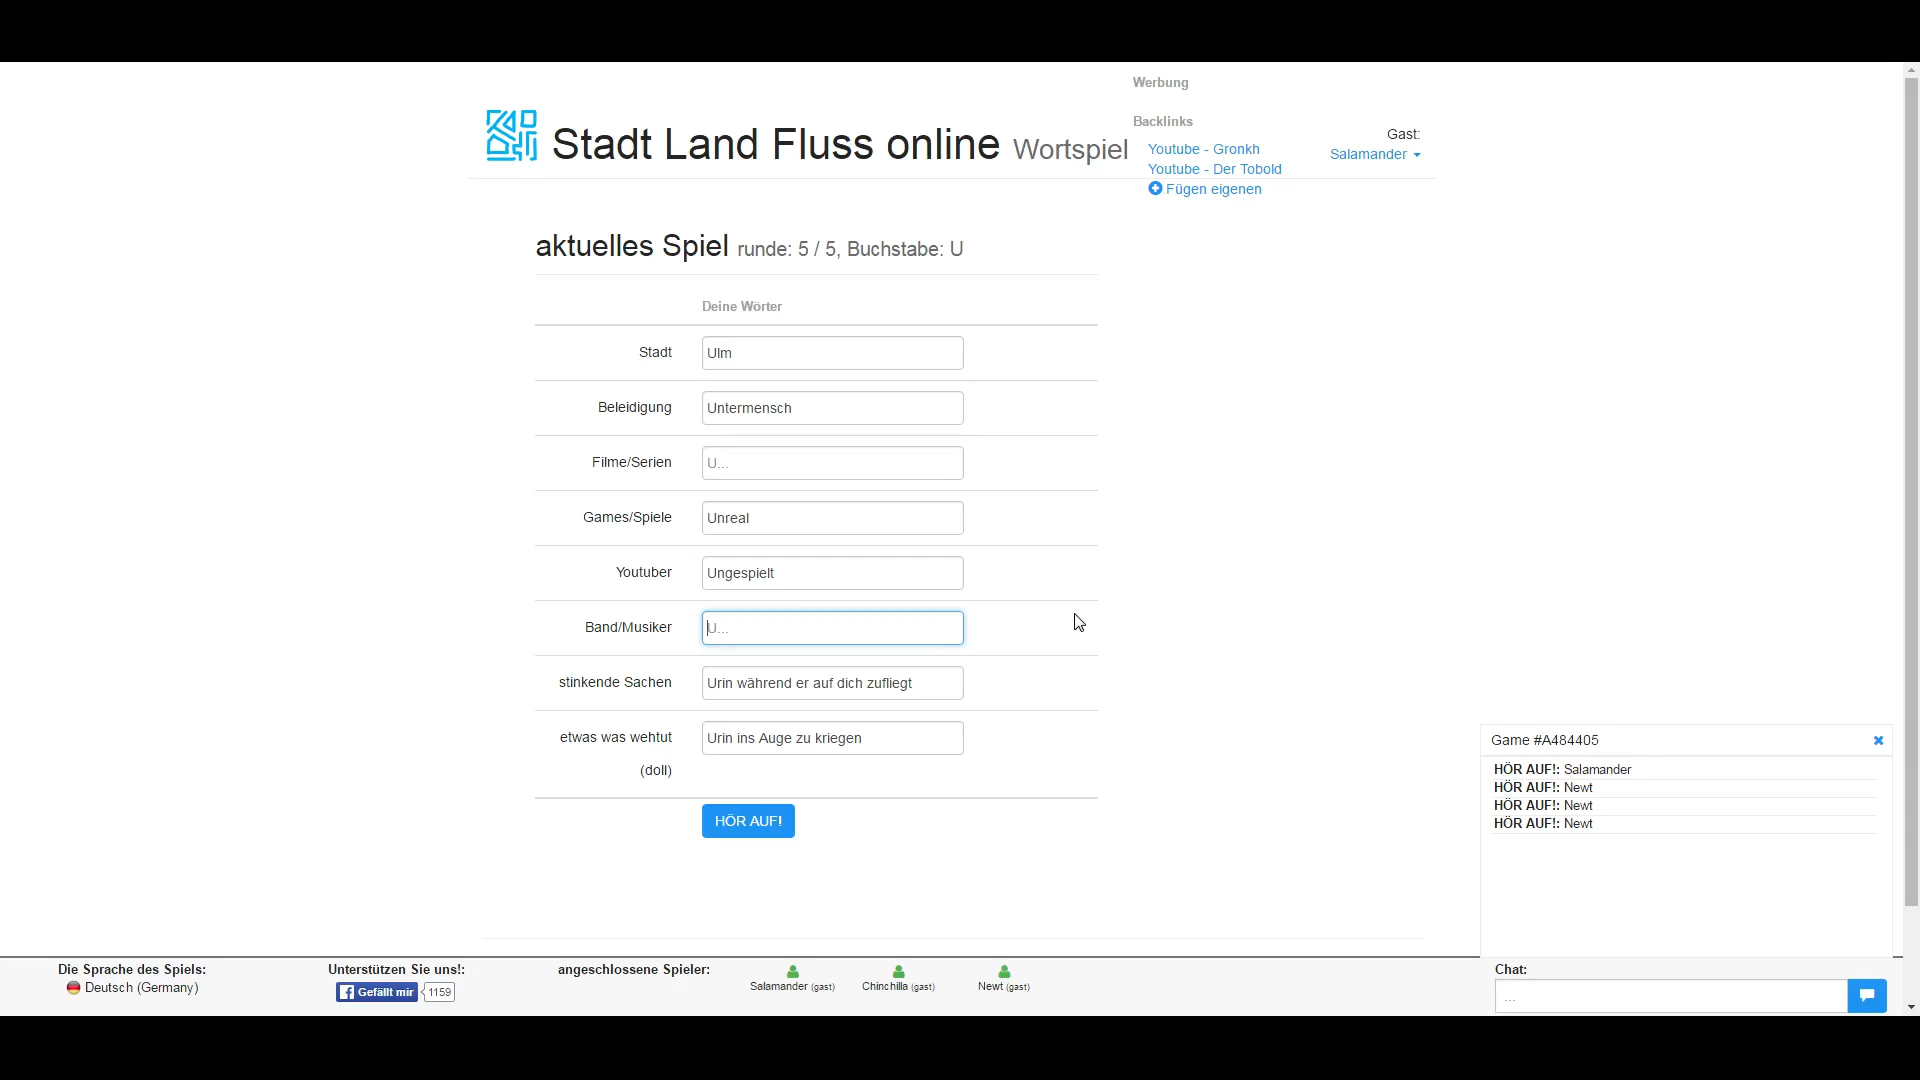 Werbung
Stadt Land Fluss online Wortspiel
Backlinks
Youtube - Gronkh
Youtube - Der Tobold
Fügen eigenen
Gast:
Salamander
aktuelles Spiel runde: 5 / 5, Buchstabe: U
Deine Wörter
Stadt Ulm
Beleidigung Untermensch
Filme/Serien U...
Games/Spiele Unreal
Youtuber Ungespielt
Band/Musiker U...
stinkende Sachen Urin während er auf dich zufliegt
etwas was wehtut Urin ins Auge zu kriegen
(doll)
HÖR AUF!
Game #A484405
HÖR AUF!: Salamander
HÖR AUF!: Newt
HÖR AUF!: Newt
HÖR AUF!: Newt
Die Sprache des Spiels:
Deutsch (Germany)
Unterstützen Sie uns!:
Gefällt mir 1159
angeschlossene Spieler:
Salamander (gast)
Chinchilla (gast)
Newt (gast)
Chat:
...